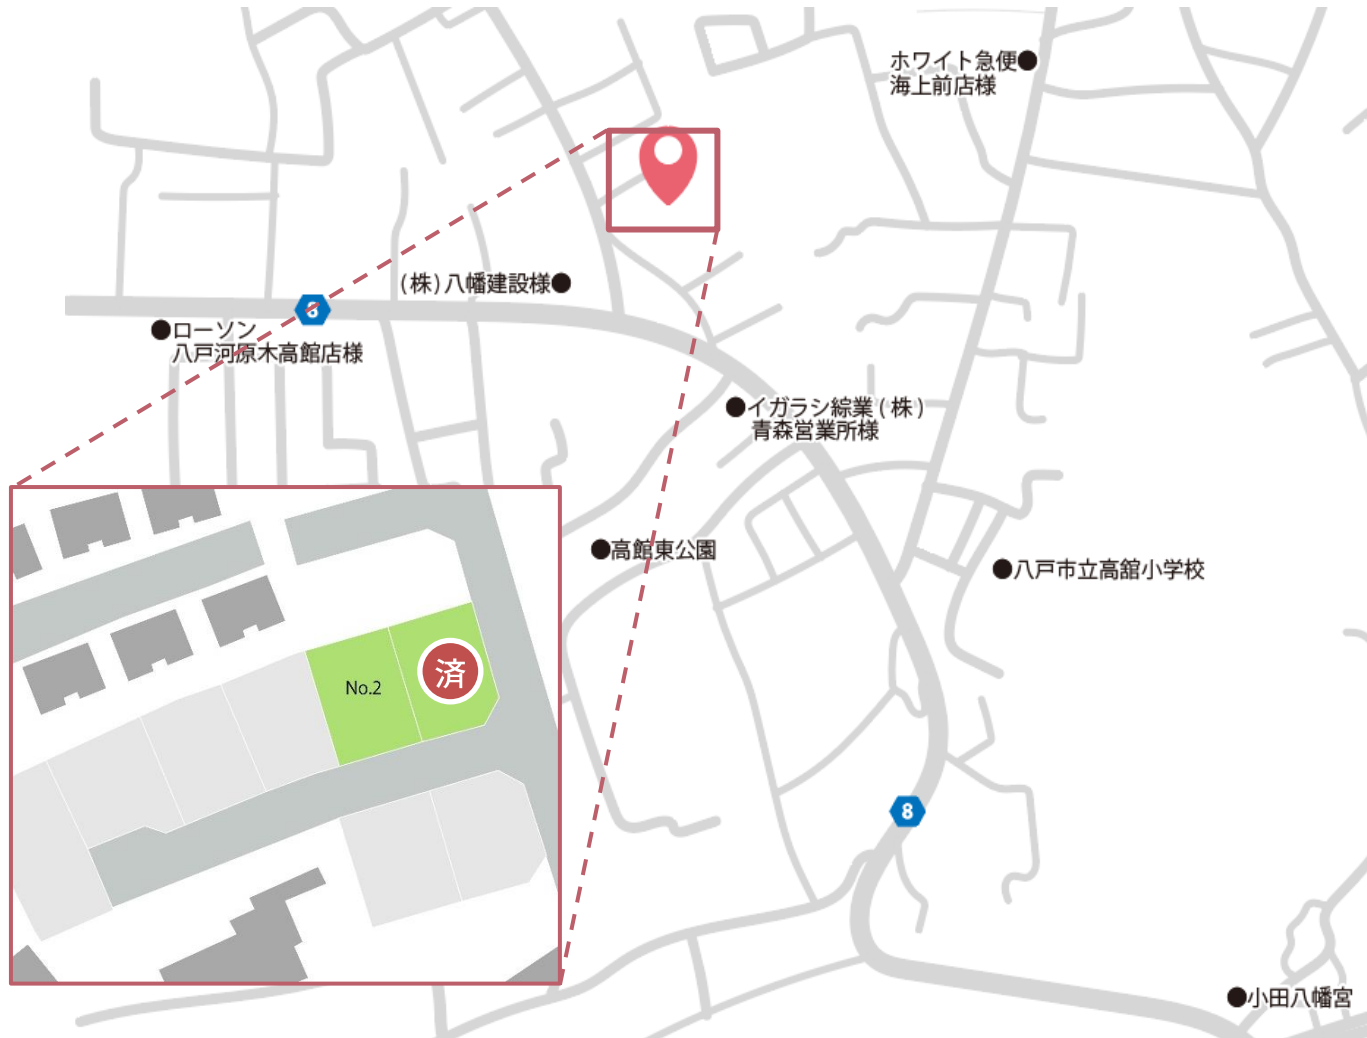 ホワイト急便
海上前店様
(株)八幡建設様
8
ローソン
八戸河原木高館店様
イガラシ綜業(株)
青森営業所様
高館東公園
八戸市立高舘小学校
No.2
済
8
小田八幡宮